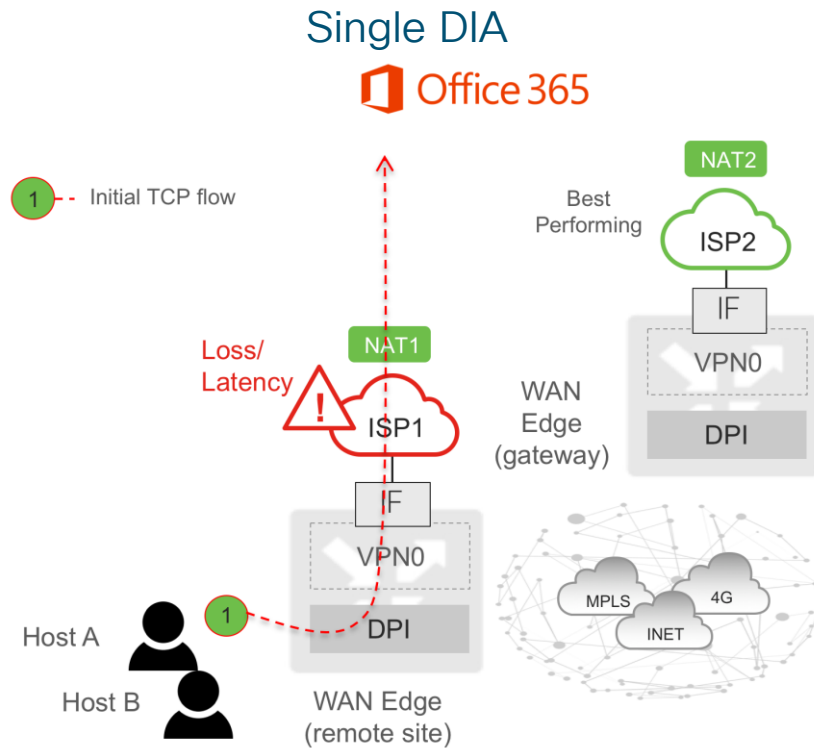 Single DIA
Office 365
NAT2
1
Initial TCP flow
Best
Performing
ISP2
IF
NAT1
Loss/
Latency
!
ISP1
VPN0
WAN
Edge
(gateway)
DPI
IF
VPN0
MPLS
4G
INET
1
DPI
Host A
Host B
WAN Edge
(remote site)